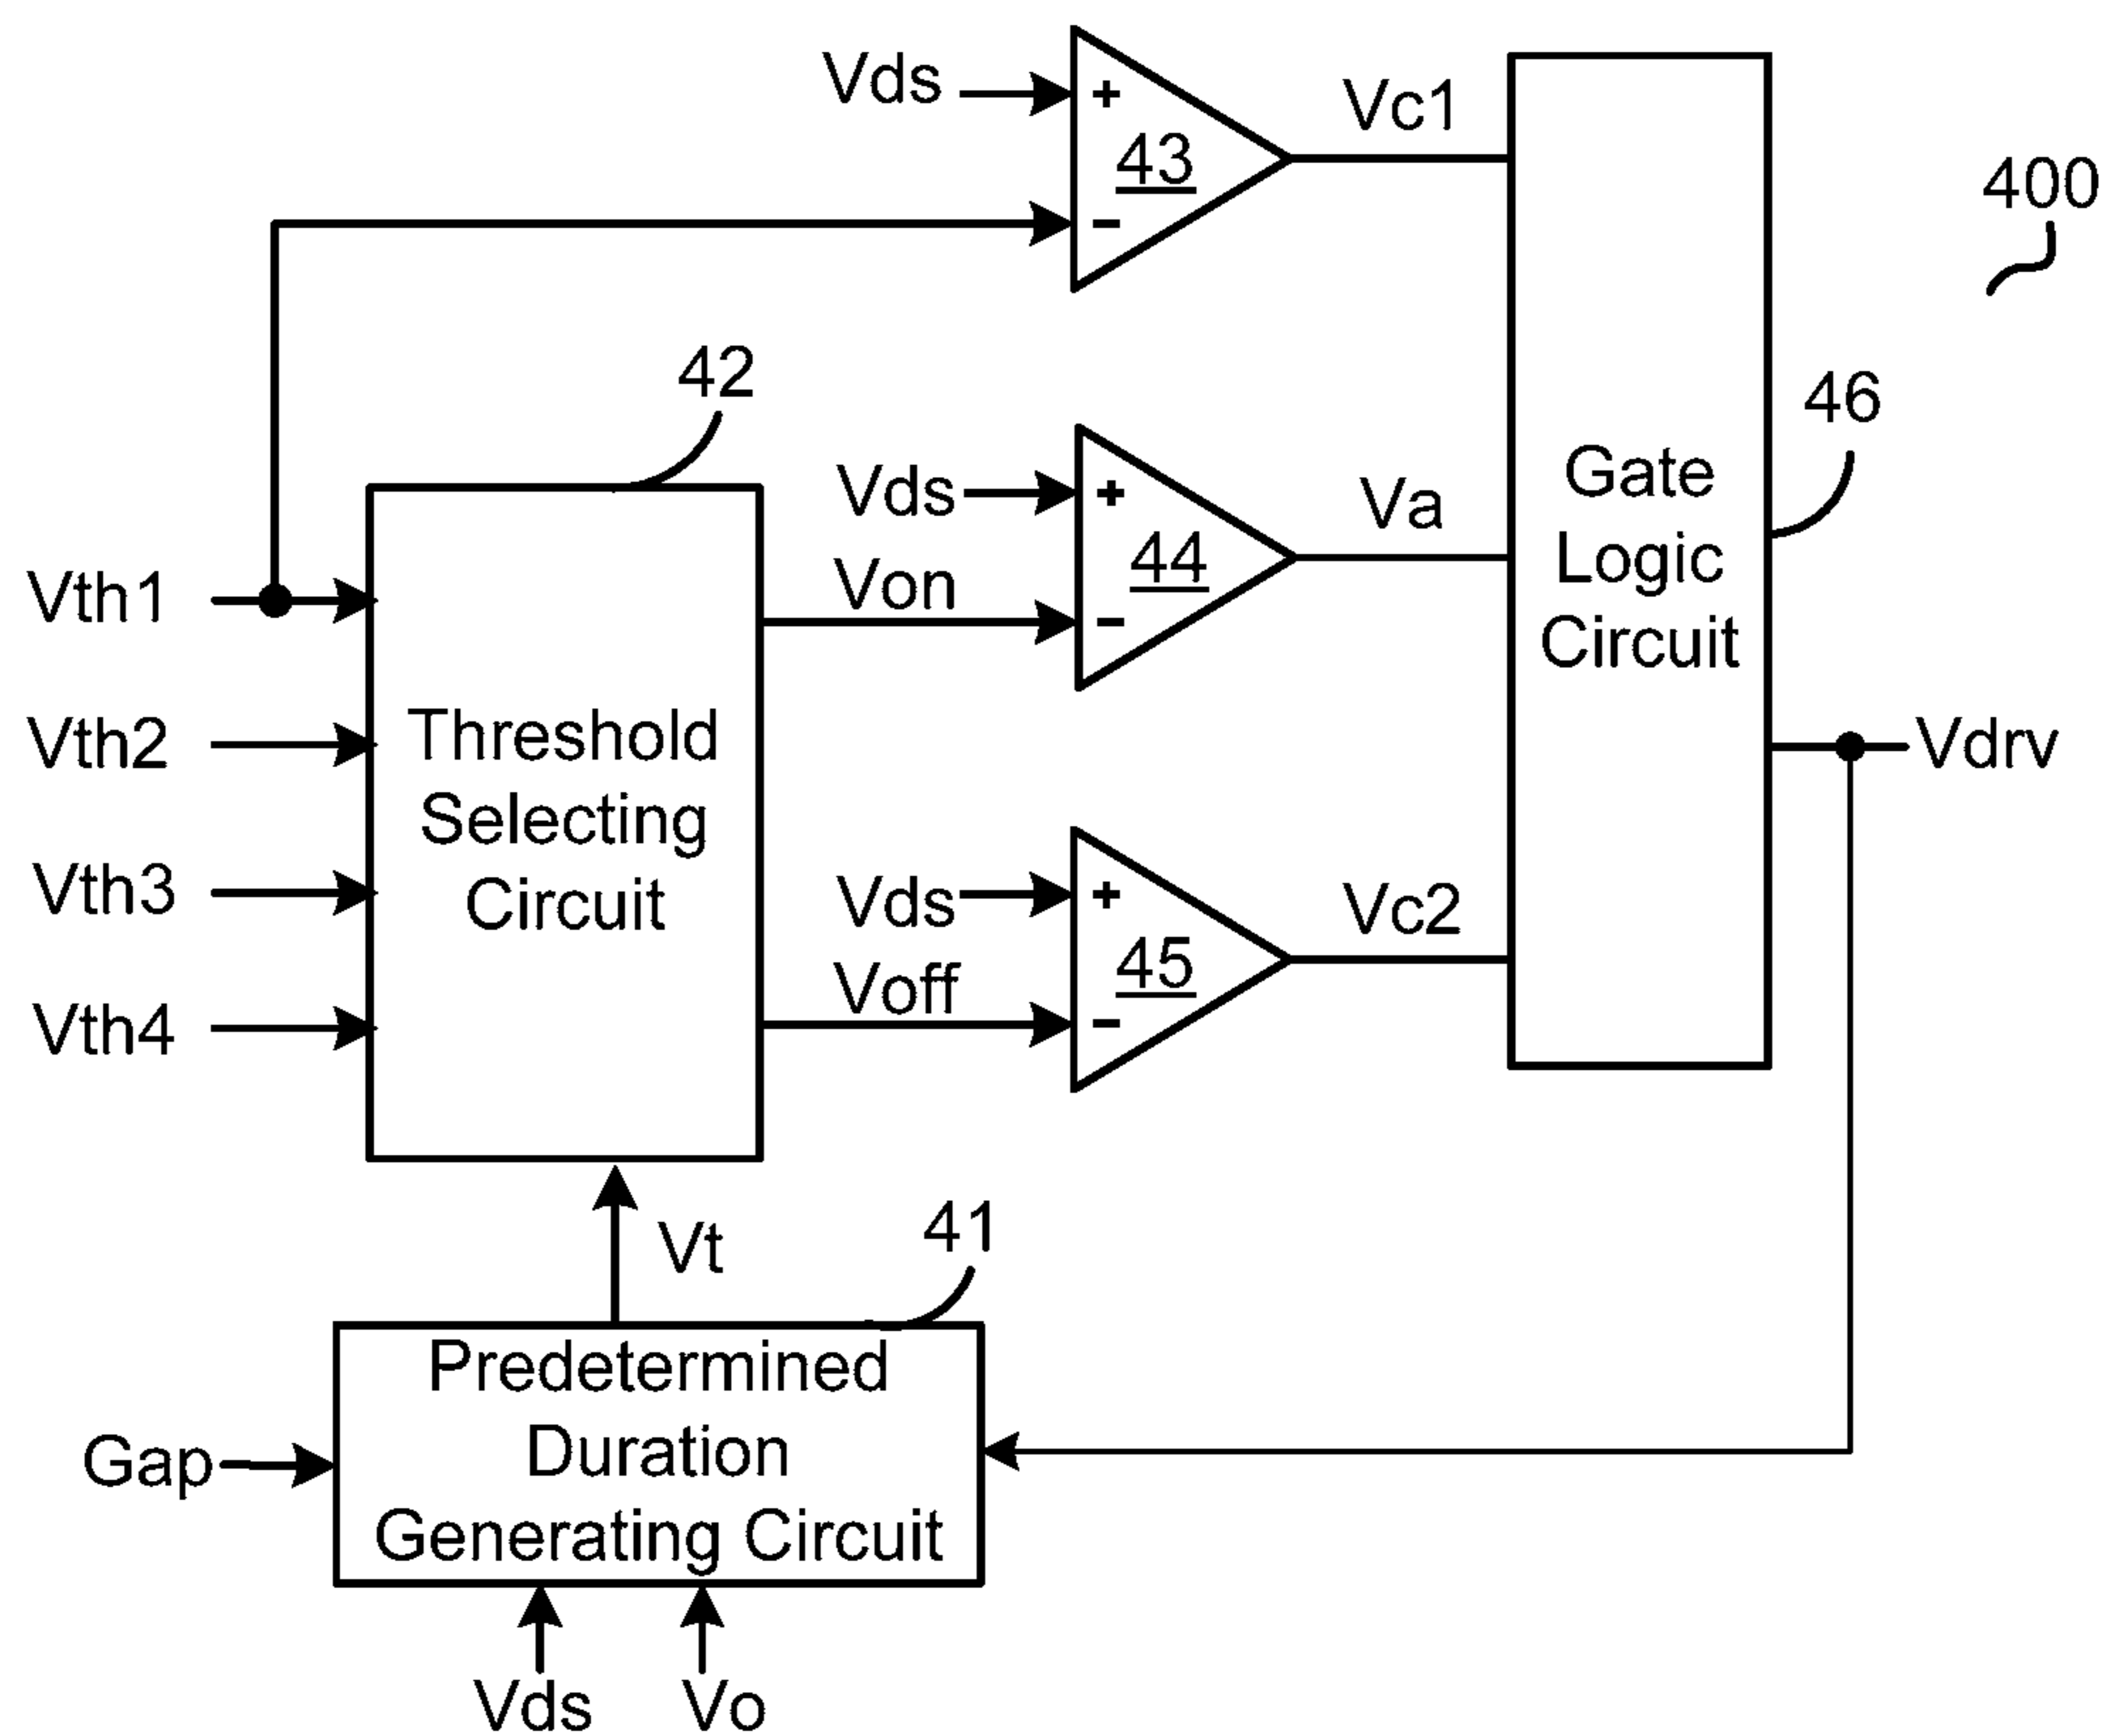 Vds
+
43
-
Vc1
400
42
46
Vds
+
44
-
Von
Va
Gate
Logic
Circuit
Vth1
Vth2
Vth3
Vth4
Threshold
Selecting
Circuit
Vdrv
Vds
+
45
-
Voff
Vc2
Vt
41
Predetermined
Duration
Generating Circuit
Gap
Vds
Vo